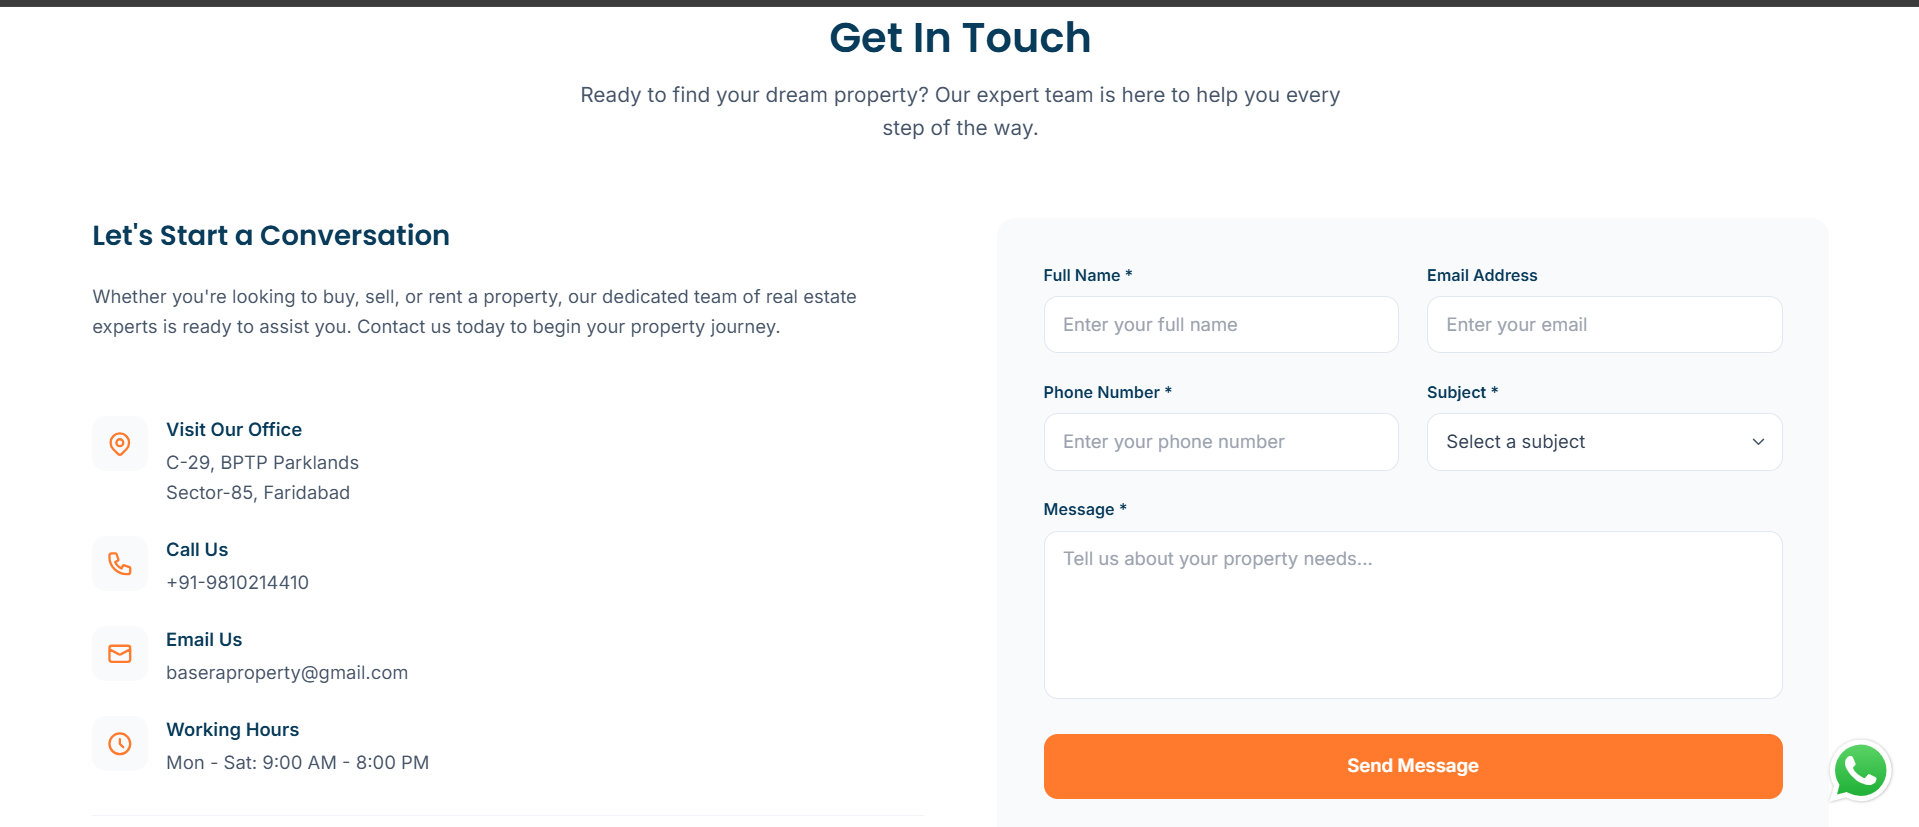 Get In Touch
Ready to find your dream property? Our expert team is here to help you every
step of the way.
Let's Start a Conversation
Whether you're looking to buy, sell, or rent a property, our dedicated team of real estate
experts is ready to assist you. Contact us today to begin your property journey.
Visit Our Office
C-29, BPTP Parklands
Sector-85, Faridabad
Call Us
+91-9810214410
Email Us
baseraproperty@gmail.com
Working Hours
Mon - Sat: 9:00 AM - 8:00 PM
Full Name *
Enter your full name
Email Address
Enter your email
Phone Number *
Enter your phone number
Subject *
Select a subject
Message *
Tell us about your property needs...
Send Message